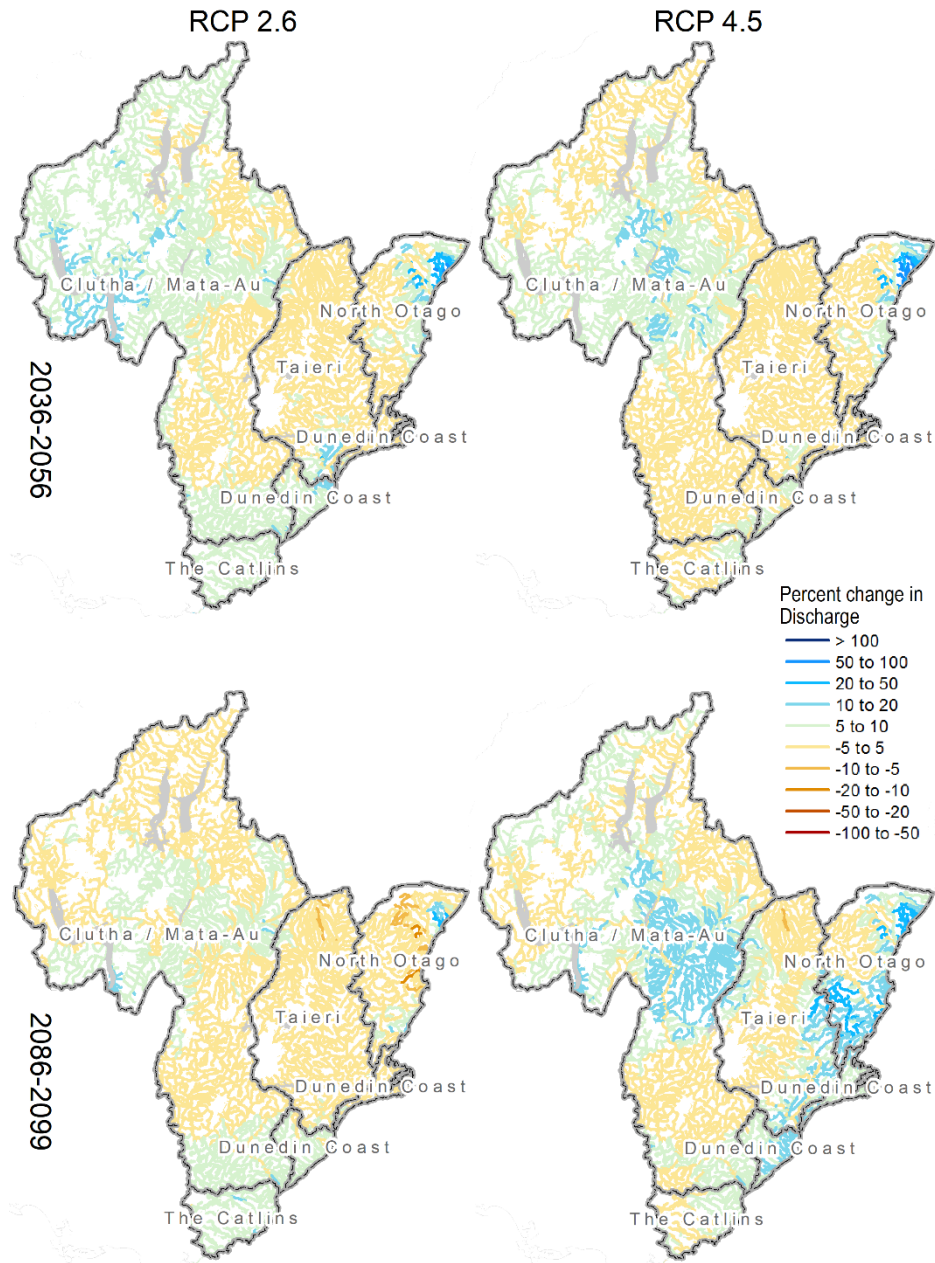 RCP 2.6
RCP 4.5
2036-2056
Clutha / Mata-Au
North Otago
Taieri
Dunedin Coast
Dunedin Coast
The Catlins
Clutha / Mata-Au
North Otago
Taieri
Dunedin Coast
Dunedin Coast
The Catlins
Percent change in
Discharge
> 100
50 to 100
20 to 50
10 to 20
5 to 10
-5 to 5
-10 to -5
-20 to -10
-50 to -20
-100 to -50
2086-2099
Clutha / Mata-Au
North Otago
Taieri
Dunedin Coast
Dunedin Coast
The Catlins
Clutha / Mata-Au
North Otago
Taieri
Dunedin Coast
Dunedin Coast
The Catlins